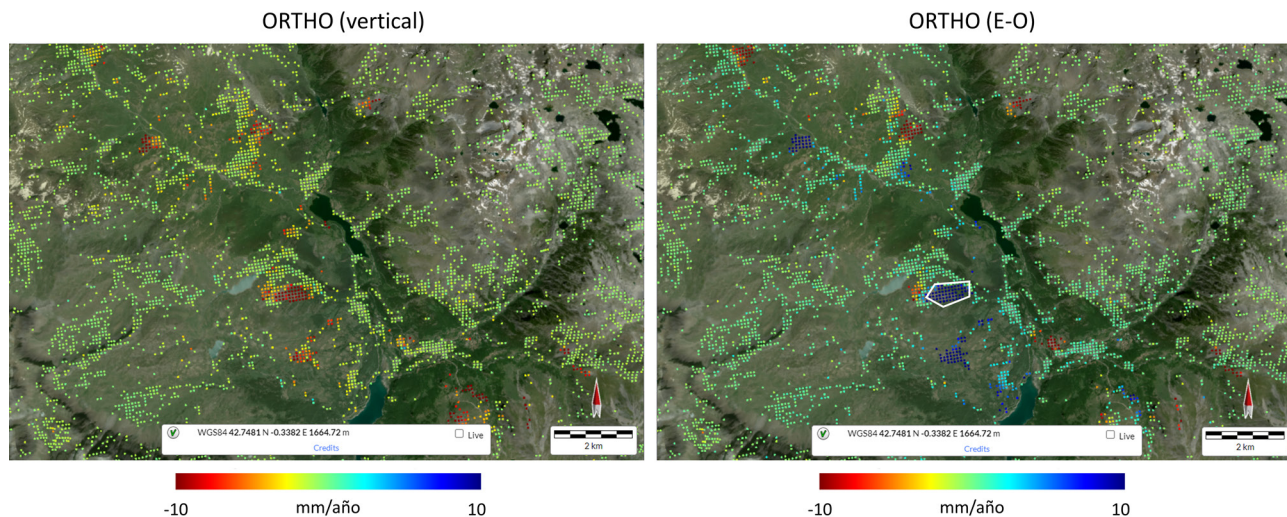 ORTHO (vertical)
ORTHO (E-O)
WGS84 42.7481 N -0.3382 E 1664.72 m
Live
Credits
2 km
WGS84 42.7481 N -0.3382 E 1664.72 m
Live
Credits
2 km
-10
mm/año
10
-10
mm/año
10